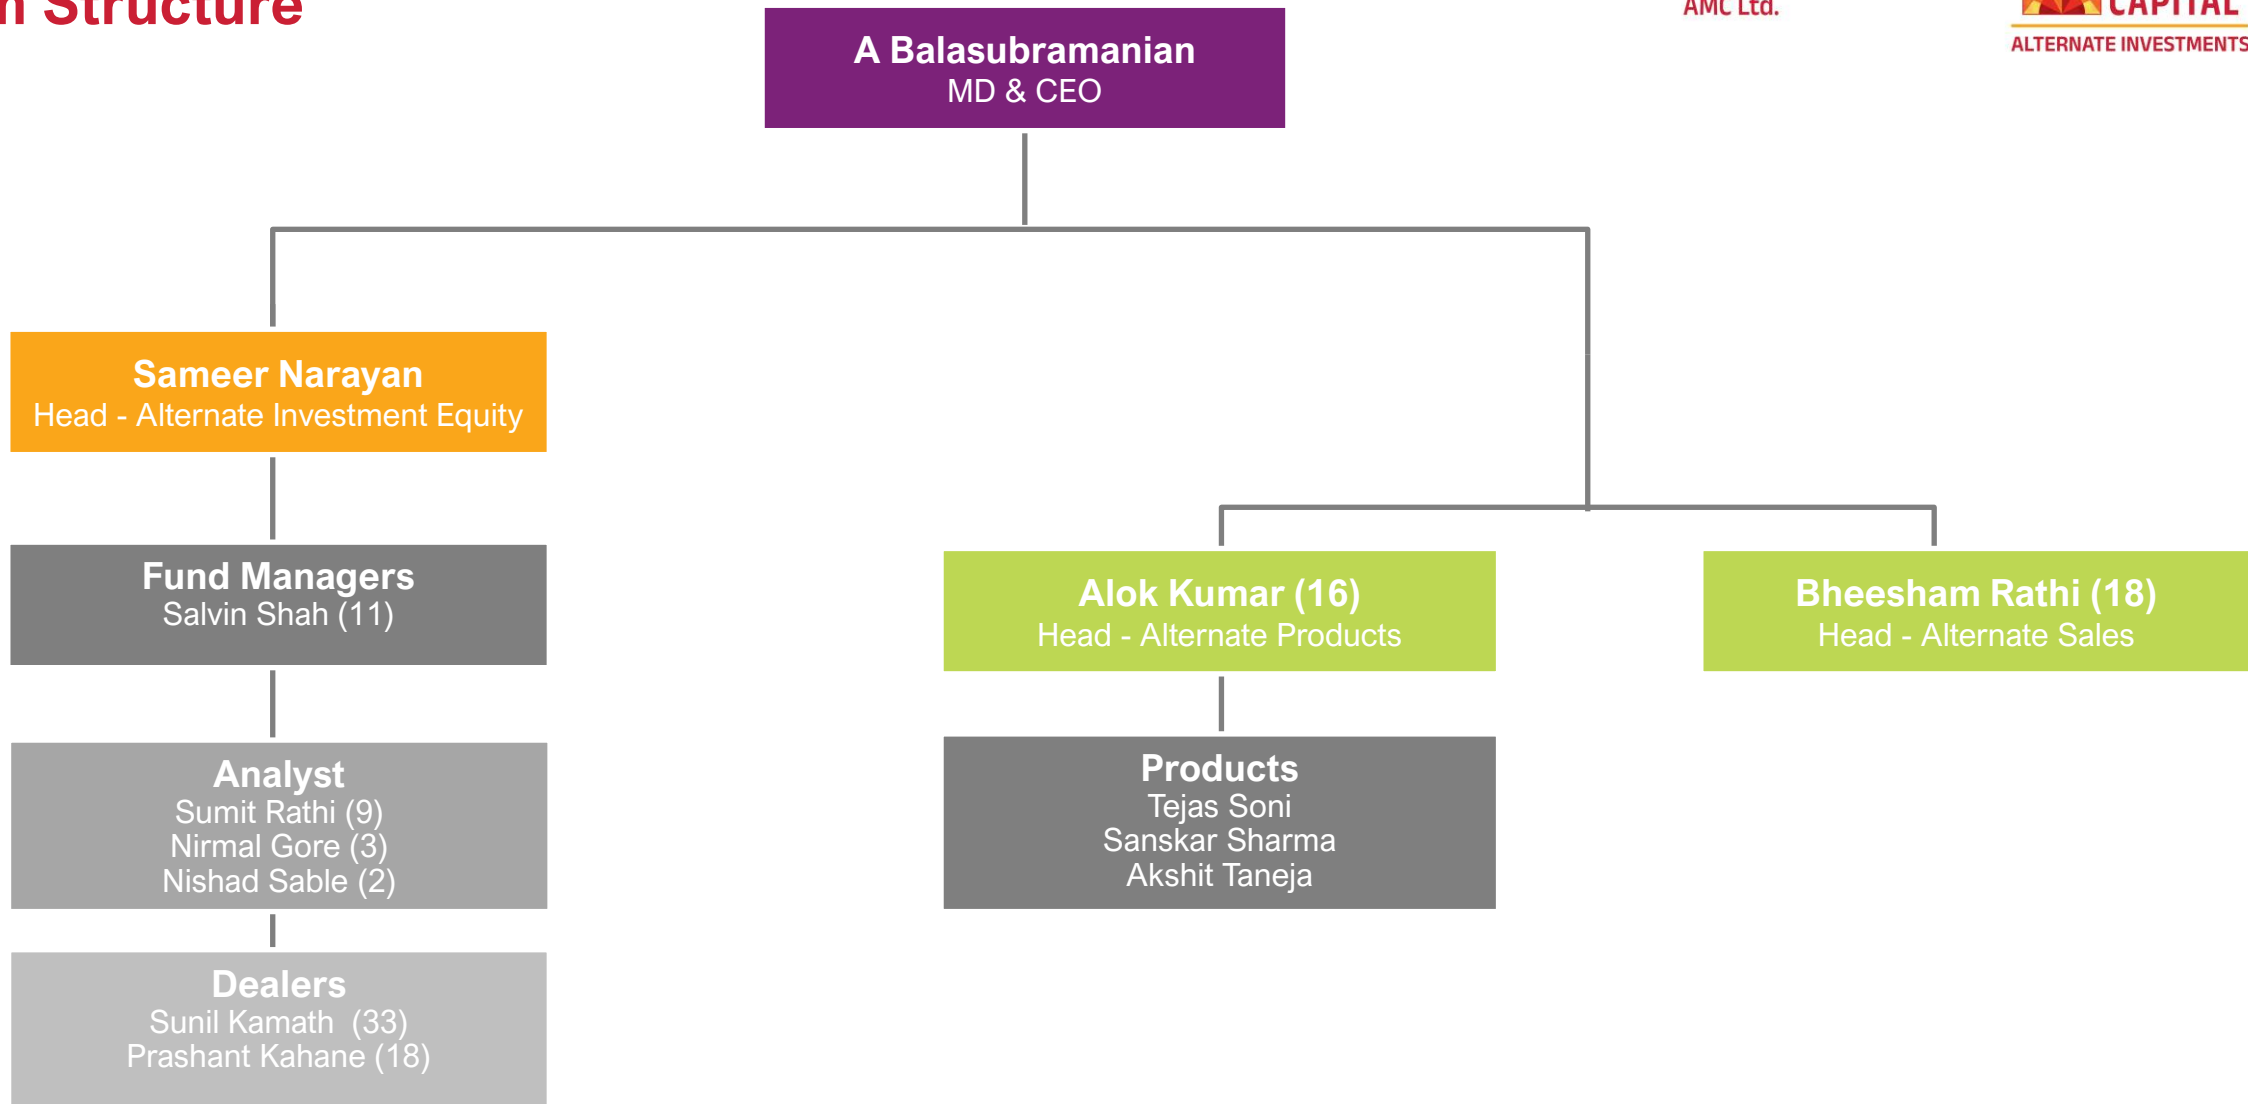 Structure
AMC Ltd.
CAPITAL
ALTERNATE INVESTMENTS
A Balasubramanian
MD & CEO
Sameer Narayan
Head - Alternate Investment Equity
Fund Managers
Salvin Shah (11)
Analyst
Sumit Rathi (9)
Nirmal Gore (3)
Nishad Sable (2)
Dealers
Sunil Kamath  (33)
Prashant Kahane (18)
Alok Kumar (16)
Head - Alternate Products
Products
Tejas Soni
Sanskar Sharma
Akshit Taneja
Bheesham Rathi (18)
Head - Alternate Sales